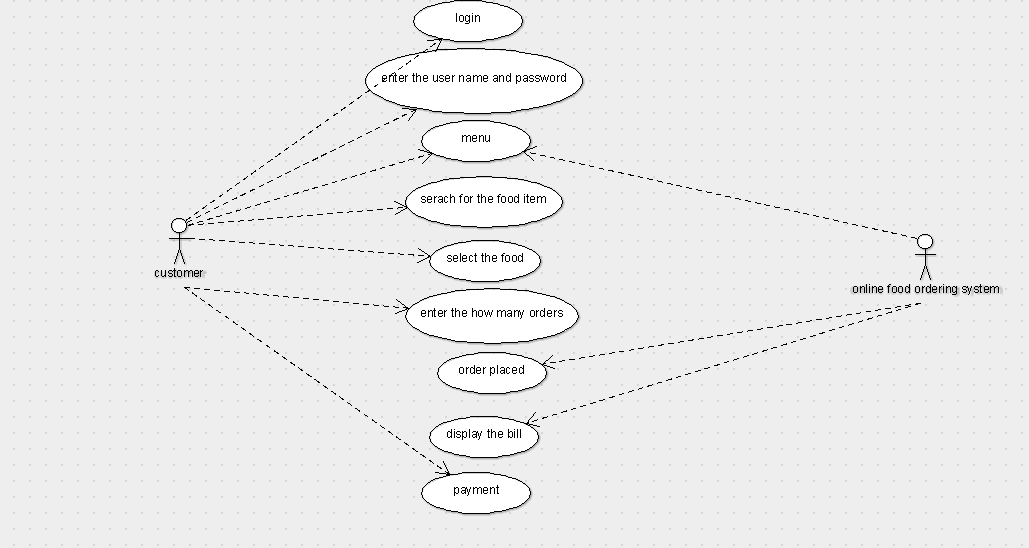 login
enter the user name and password
menu
serach for the food item
select the food
customer
online food ordering system
enter the how many orders
order placed
display the bill
payment